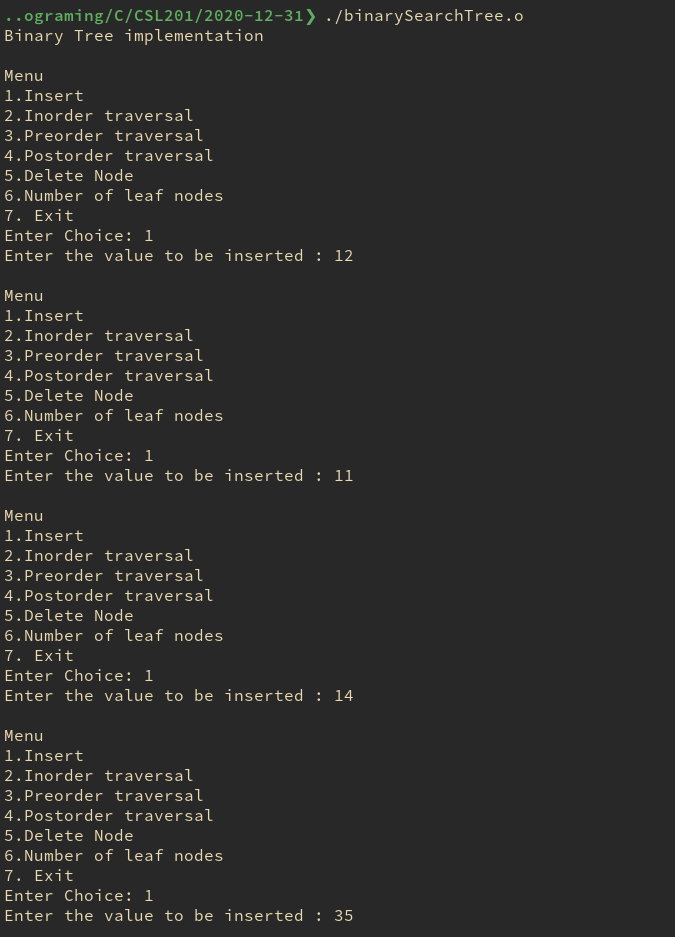 ..ograming/C/CSL201/2020-12-31❯ ./binarySearchTree.o
Binary Tree implementation
Menu
1.Insert
2.Inorder traversal
3.Preorder traversal
4.Postorder traversal
5.Delete Node
6.Number of leaf nodes
7. Exit
Enter Choice: 1
Enter the value to be inserted : 12
Menu
1.Insert
2.Inorder traversal
3.Preorder traversal
4.Postorder traversal
5.Delete Node
6.Number of leaf nodes
7. Exit
Enter Choice: 1
Enter the value to be inserted : 11
Menu
1.Insert
2.Inorder traversal
3.Preorder traversal
4.Postorder traversal
5.Delete Node
6.Number of leaf nodes
7. Exit
Enter Choice: 1
Enter the value to be inserted : 14
Menu
1.Insert
2.Inorder traversal
3.Preorder traversal
4.Postorder traversal
5.Delete Node
6.Number of leaf nodes
7. Exit
Enter Choice: 1
Enter the value to be inserted : 35